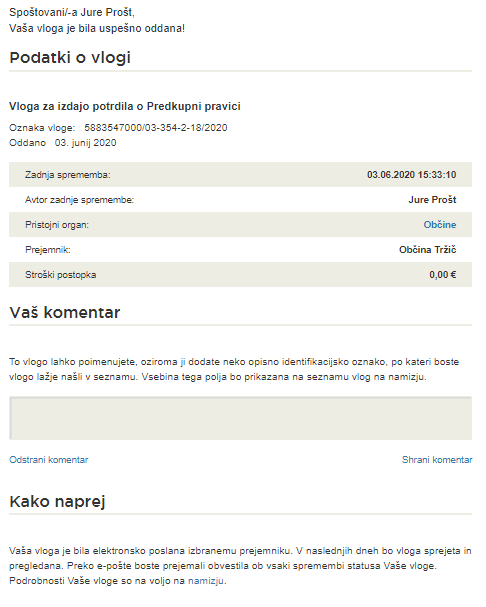 Spoštovani/-a Jure Prošt,
Vaša vloga je bila uspešno oddana!
Podatki o vlogi
Vloga za izdajo potrdila o Predkupni pravici
Oznaka vloge: 5883547000/03-354-2-18/2020
Oddano 03. junij 2020
Zadnja sprememba: 03.06.2020 15:33:10
Avtor zadnje spremembe: Jure Prošt
Pristojni organ: Občine
Prejemnik: Občina Tržič
Stroški postopka 0,00 €
Vaš komentar
To vlogo lahko poimenujete, oziroma ji dodate neko opisno identifikacijsko oznako, po kateri boste
vlogo lažje našli v seznamu. Vsebina tega polja bo prikazana na seznamu vlog na namizju.
Odstrani komentar Shrani komentar
Kako naprej
Vaša vloga je bila elektronsko poslana izbranemu prejemniku. V naslednjih dneh bo vloga sprejeta in
pregledana. Preko e-pošte boste prejemali obvestila ob vsaki spremembi statusa Vaše vloge.
Podrobnosti Vaše vloge so na voljo na namizju.